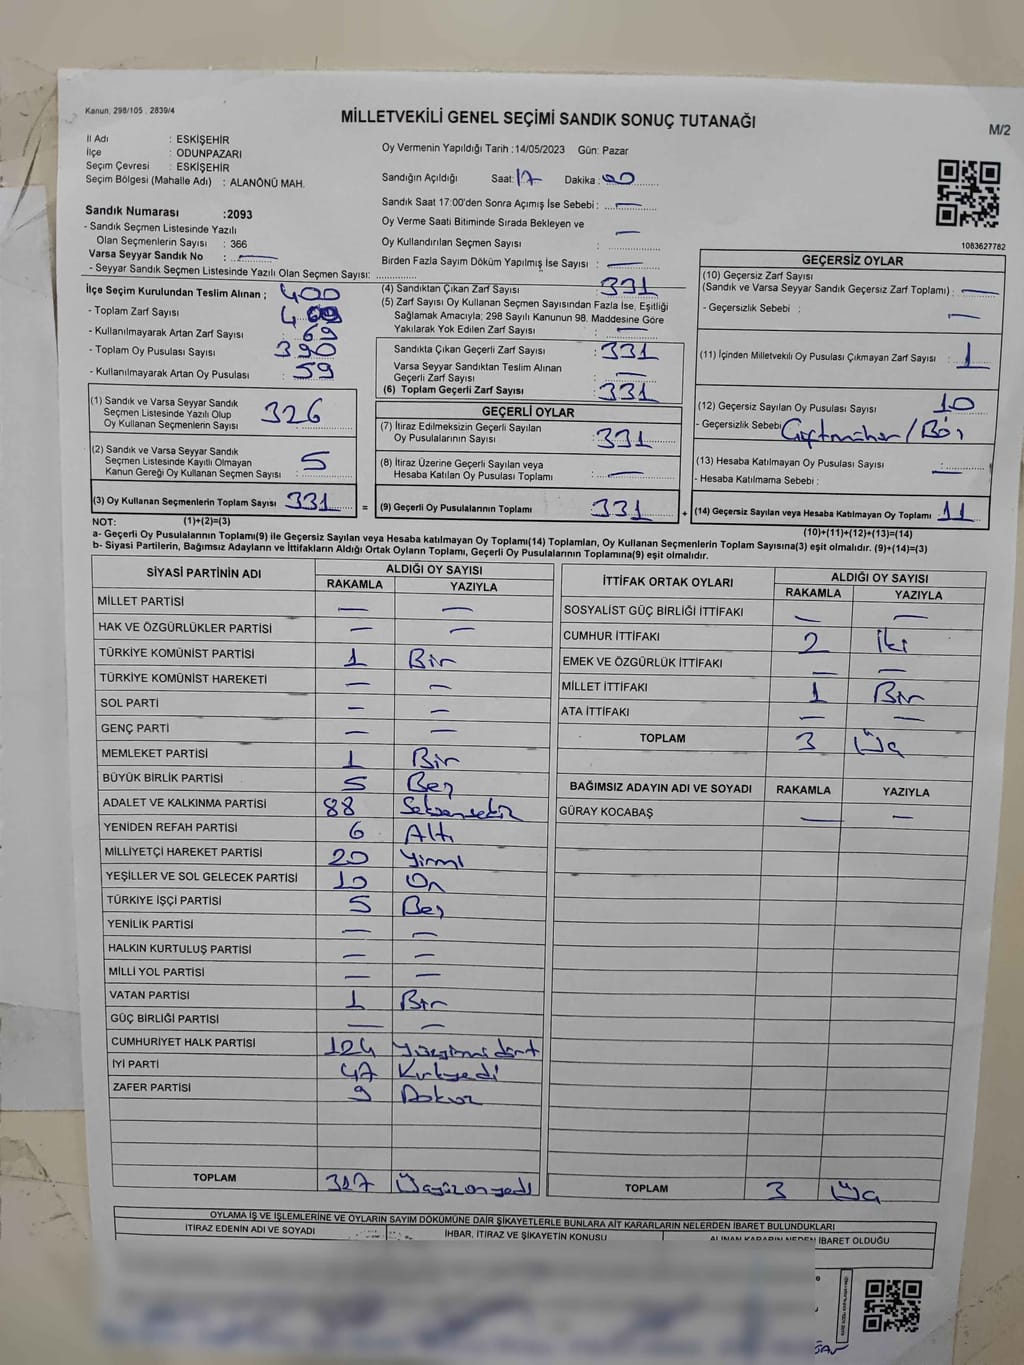 Kanun: 298/105 . 2839/4
MİLLETVEKİLİ GENEL SEÇİMİ SANDIK SONUÇ TUTANAĞI
M/2
İl Adı : ESKİŞEHİR
İlçe : ODUNPAZARI
Seçim Çevresi : ESKİŞEHİR
Seçim Bölgesi (Mahalle Adı) : ALANÖNÜ MAH.
Sandık Numarası :2093
- Sandık Seçmen Listesinde Yazılı
Olan Seçmenlerin Sayısı : 366
Varsa Seyyar Sandık No : —
- Seyyar Sandık Seçmen Listesinde Yazılı Olan Seçmen Sayısı:
Oy Vermenin Yapıldığı Tarih :14/05/2023 Gün: Pazar
Sandığın Açıldığı Saat: 17 Dakika : 00
Sandık Saat 17:00'den Sonra Açımış İse Sebebi : —
Oy Verme Saati Bitiminde Sırada Bekleyen ve
Oy Kullandırılan Seçmen Sayısı : —
Birden Fazla Sayım Döküm Yapılmış İse Sayısı : —
1083627782
İlçe Seçim Kurulundan Teslim Alınan ; 400
- Toplam Zarf Sayısı
- Kullanılmayarak Artan Zarf Sayısı : 69
- Toplam Oy Pusulası Sayısı 390
- Kullanılmayarak Artan Oy Pusulası : 59
(1) Sandık ve Varsa Seyyar Sandık
Seçmen Listesinde Yazılı Olup
Oy Kullanan Seçmenlerin Sayısı : 326
(2) Sandık ve Varsa Seyyar Sandık
Seçmen Listesinde Kayıtlı Olmayan
Kanun Gereği Oy Kullanan Seçmen Sayısı : 5
(3) Oy Kullanan Seçmenlerin Toplam Sayısı 331
(4) Sandıktan Çıkan Zarf Sayısı : 331
(5) Zarf Sayısı Oy Kullanan Seçmen Sayısından Fazla İse, Eşitliği
Sağlamak Amacıyla; 298 Sayılı Kanunun 98. Maddesine Göre
Yakılarak Yok Edilen Zarf Sayısı : —
Sandıkta Çıkan Geçerli Zarf Sayısı : 331
Varsa Seyyar Sandıktan Teslim Alınan
Geçerli Zarf Sayısı : —
(6) Toplam Geçerli Zarf Sayısı : 331
GEÇERLİ OYLAR
(7) İtiraz Edilmeksizin Geçerli Sayılan
Oy Pusulalarının Sayısı : 331
(8) İtiraz Üzerine Geçerli Sayılan veya
Hesaba Katılan Oy Pusulası Toplamı : —
= (9) Geçerli Oy Pusulalarının Toplamı : 331
GEÇERSİZ OYLAR
(10) Geçersiz Zarf Sayısı
(Sandık ve Varsa Seyyar Sandık Geçersiz Zarf Toplamı) : —
- Geçersizlik Sebebi : —
(11) İçinden Milletvekili Oy Pusulası Çıkmayan Zarf Sayısı : 1
(12) Geçersiz Sayılan Oy Pusulası Sayısı : 10
- Geçersizlik Sebebi
(13) Hesaba Katılmayan Oy Pusulası Sayısı : —
- Hesaba Katılmama Sebebi :
+ (14) Geçersiz Sayılan veya Hesaba Katılmayan Oy Toplamı : 11
NOT: (1)+(2)=(3)
(10)+(11)+(12)+(13)=(14)
a- Geçerli Oy Pusulalarının Toplamı(9) ile Geçersiz Sayılan veya Hesaba katılmayan Oy Toplamı(14) Toplamları, Oy Kullanan Seçmenlerin Toplam Sayısına(3) eşit olmalıdır. (9)+(14)=(3)
b- Siyasi Partilerin, Bağımsız Adayların ve İttifakların Aldığı Ortak Oyların Toplamı, Geçerli Oy Pusulalarının Toplamına(9) eşit olmalıdır.
SİYASİ PARTİNİN ADI ALDIĞI OY SAYISI
RAKAMLA YAZIYLA
MİLLET PARTİSİ — —
HAK VE ÖZGÜRLÜKLER PARTİSİ — —
TÜRKİYE KOMÜNİST PARTİSİ 1 Bir
TÜRKİYE KOMÜNİST HAREKETİ — —
SOL PARTİ — —
GENÇ PARTİ — —
MEMLEKET PARTİSİ 1 Bir
BÜYÜK BİRLİK PARTİSİ 5 Beş
ADALET VE KALKINMA PARTİSİ 88 Seksensekiz
YENİDEN REFAH PARTİSİ 6 Altı
MİLLİYETÇİ HAREKET PARTİSİ 20 Yirmi
YEŞİLLER VE SOL GELECEK PARTİSİ 10 On
TÜRKİYE İŞÇİ PARTİSİ 5 Beş
YENİLİK PARTİSİ — —
HALKIN KURTULUŞ PARTİSİ — —
MİLLİ YOL PARTİSİ — —
VATAN PARTİSİ 1 Bir
GÜÇ BİRLİĞİ PARTİSİ — —
CUMHURİYET HALK PARTİSİ 124 Yüzyirmidört
İYİ PARTİ 47 Kırkyedi
ZAFER PARTİSİ 9 Dokuz
TOPLAM 317 Üçyüzonyedi
İTTİFAK ORTAK OYLARI ALDIĞI OY SAYISI
RAKAMLA YAZIYLA
SOSYALİST GÜÇ BİRLİĞİ İTTİFAKI — —
CUMHUR İTTİFAKI 2 İki
EMEK VE ÖZGÜRLÜK İTTİFAKI — —
MİLLET İTTİFAKI 1 Bir
ATA İTTİFAKI — —
TOPLAM 3 Üç
BAĞIMSIZ ADAYIN ADI VE SOYADI RAKAMLA YAZIYLA
GÜRAY KOCABAŞ — —
TOPLAM 3 Üç
OYLAMA İŞ VE İŞLEMLERİNE VE OYLARIN SAYIM DÖKÜMÜNE DAİR ŞİKAYETLERLE BUNLARA AİT KARARLARIN NELERDEN İBARET BULUNDUKLARI
İTİRAZ EDENİN ADI VE SOYADI İHBAR, İTİRAZ VE ŞİKAYETİN KONUSU ALINAN KARARIN NEDEN İBARET OLDUĞU